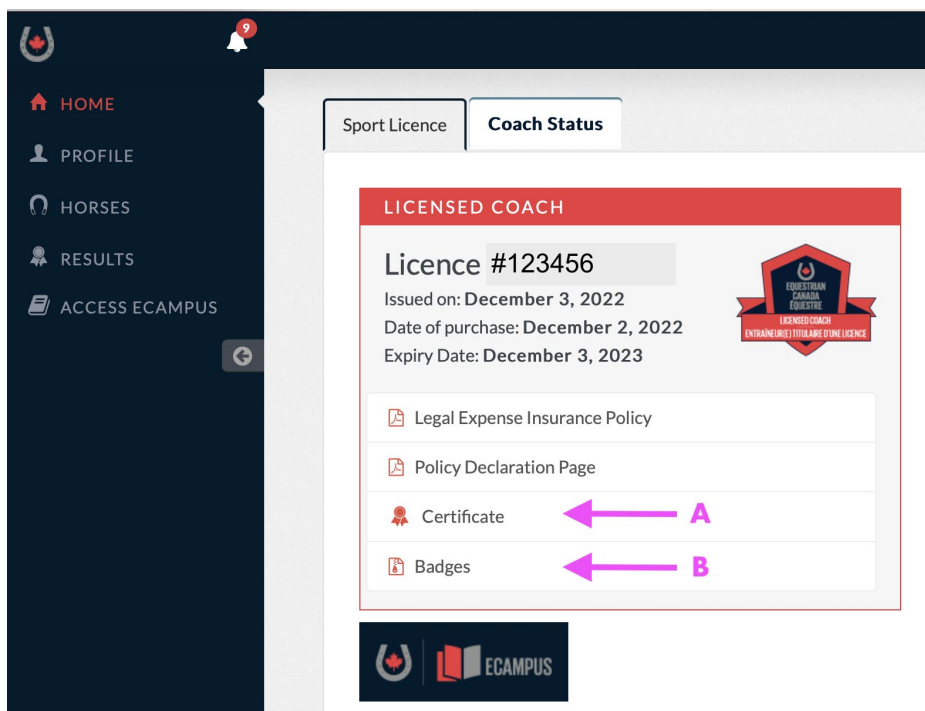 9
HOME
PROFILE
HORSES
RESULTS
ACCESS ECAMPUS
Sport Licence
Coach Status
LICENSED COACH
Licence #123456
Issued on: December 3, 2022
Date of purchase: December 2, 2022
Expiry Date: December 3, 2023
EQUESTRIAN
CANADA
ÉQUESTRE
LICENSED COACH
ENTRAÎNEUR(E) TITULAIRE D'UNE LICENCE
Legal Expense Insurance Policy
Policy Declaration Page
Certificate A
Badges B
ECAMPUS